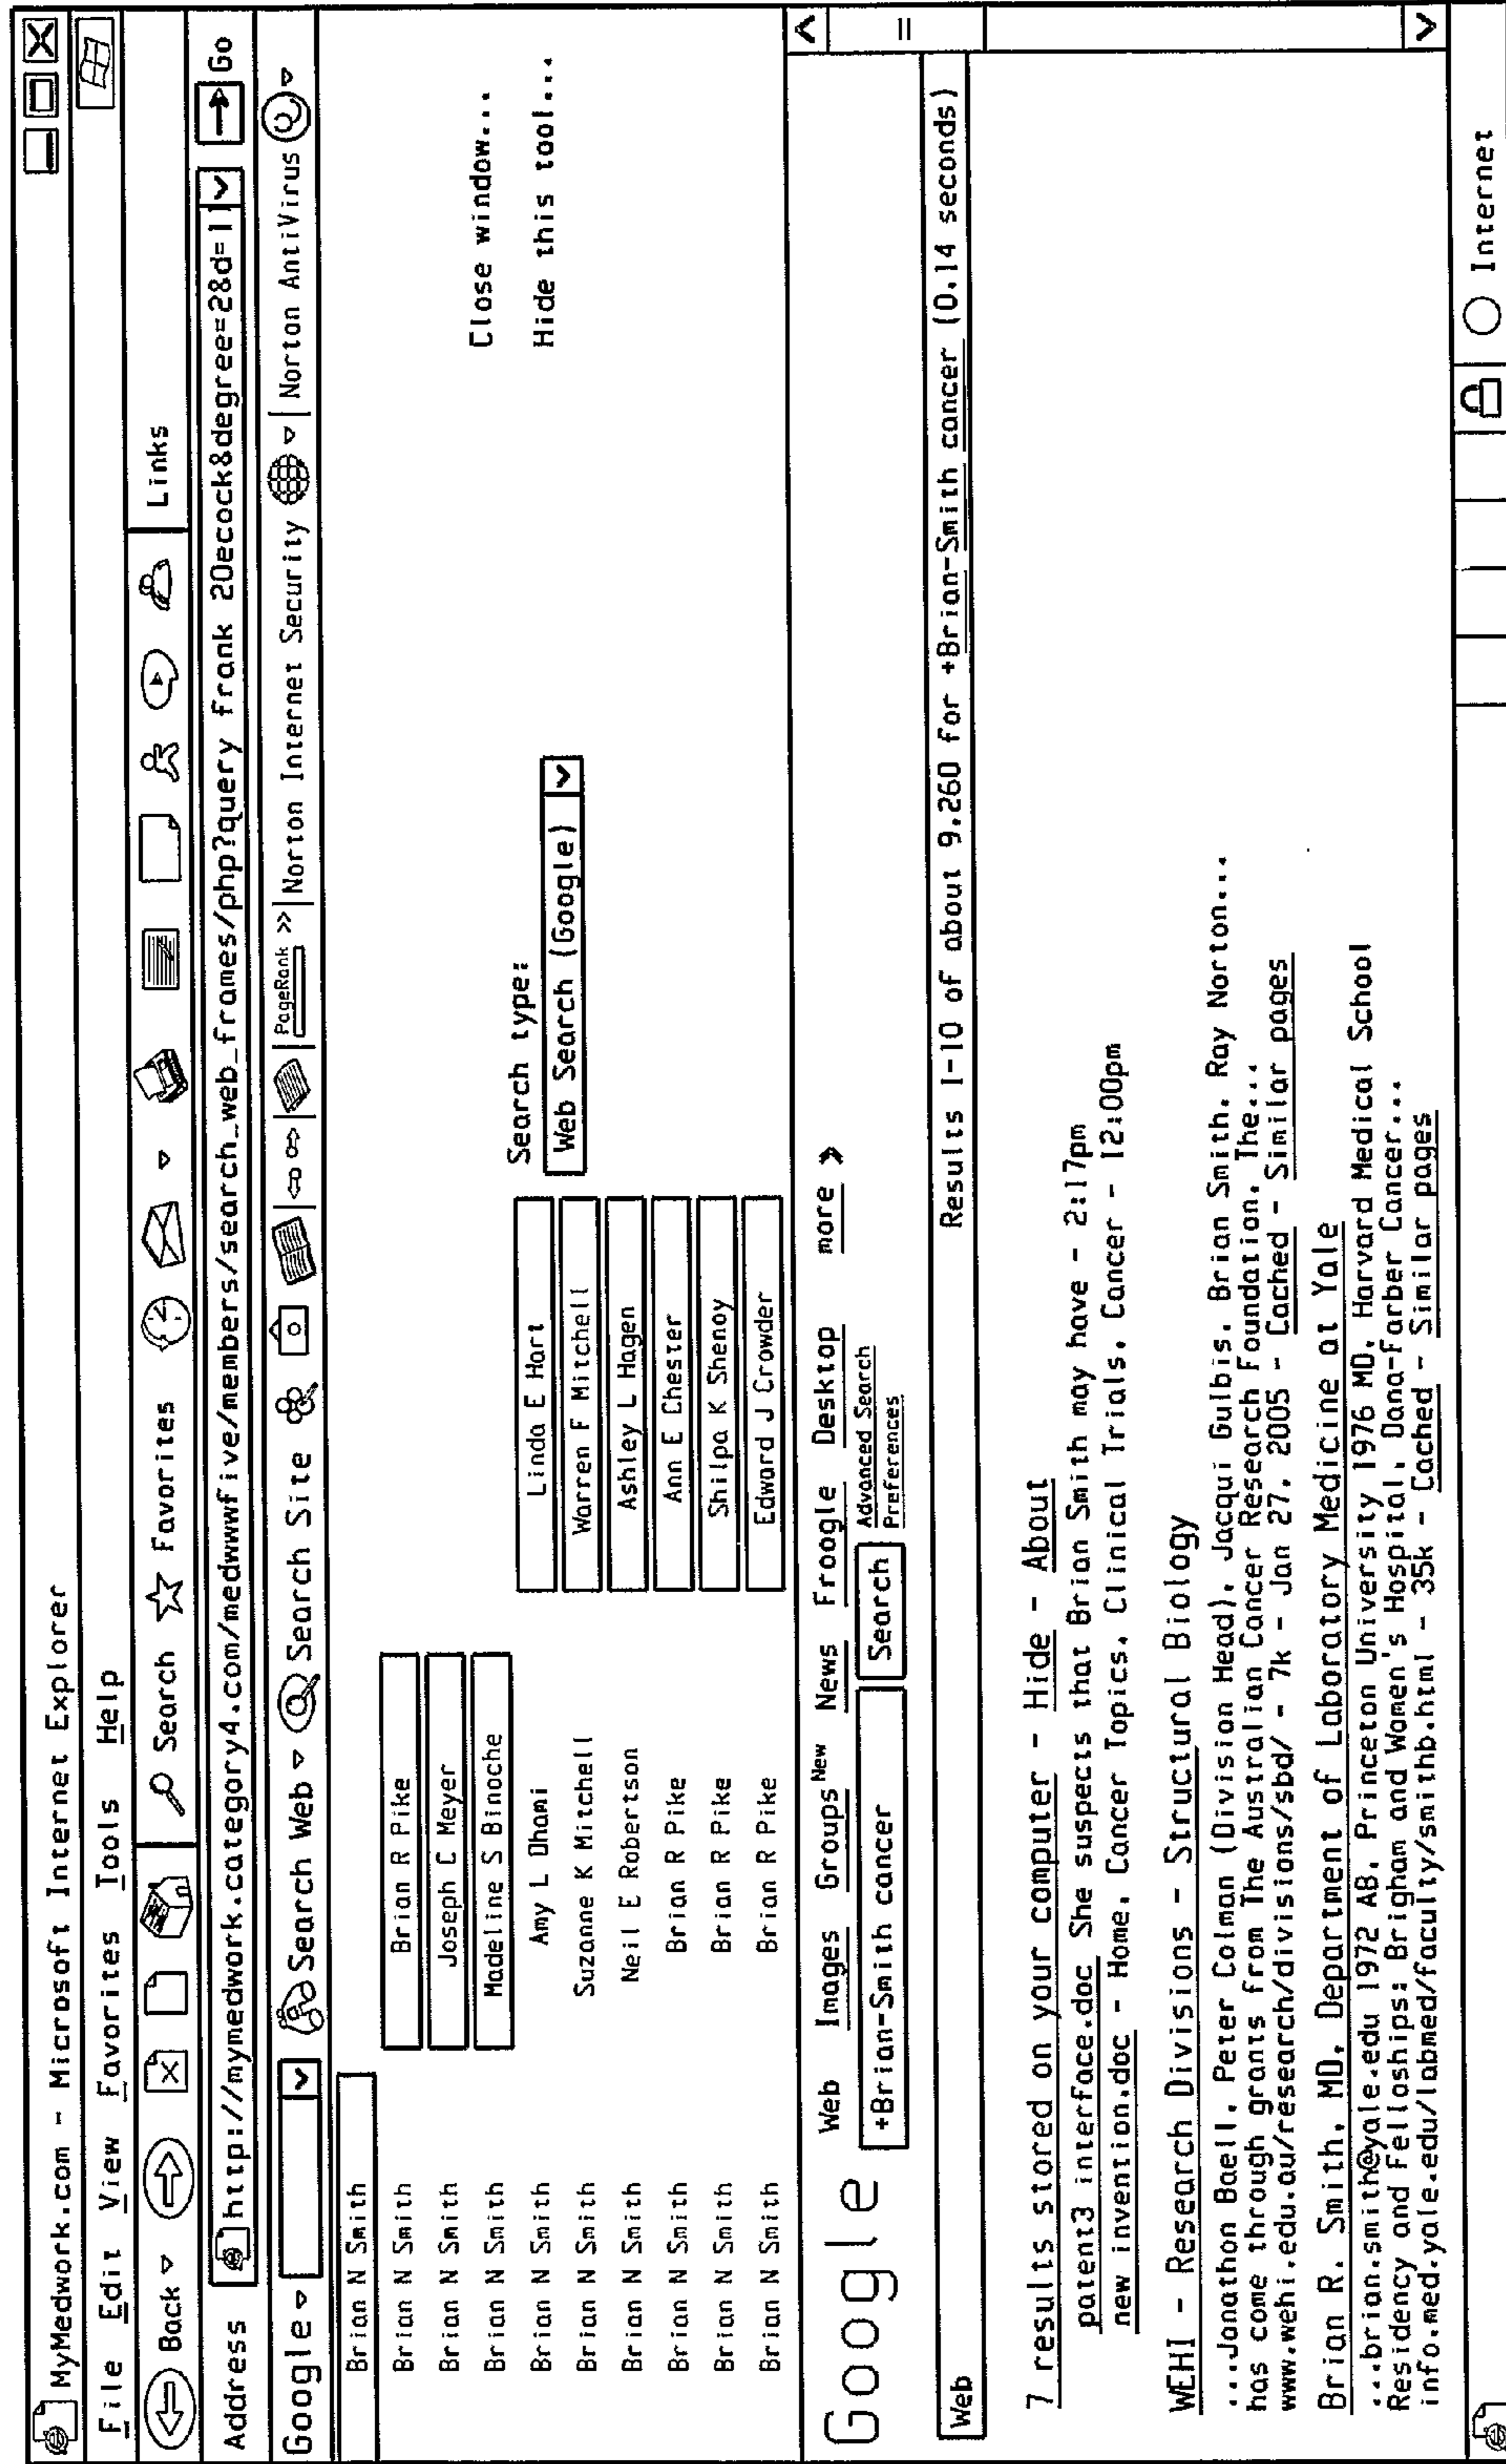 MyMedwork.com - Microsoft Internet Explorer
File Edit View Favorites Tools Help
Back Search Favorites Links
Address http://mymedwork.category4.com/medwwwfive/members/search_web_frames/php?query frank 20ecock&degree=2&d=1 Go
Google Search Web Search Site PageRank >> Norton Internet Security Norton AntiVirus
Brian N Smith
Brian N Smith Brian R Pike
Brian N Smith Joseph C Meyer
Brian N Smith Madeline S Binoche Close window...
Brian N Smith Amy L Dhami Linda E Hart Search type: Hide this tool...
Brian N Smith Suzanne K Mitchell Warren F Mitchell Web Search (Google)
Brian N Smith Neil E Robertson Ashley L Hagen
Brian N Smith Brian R Pike Ann E Chester
Brian N Smith Brian R Pike Shilpa K Shenoy
Brian N Smith Brian R Pike Edward J Crowder
Google Web Images Groups New News Froogle Desktop more »
+Brian-Smith cancer Search Advanced Search
Preferences
Web Results 1-10 of about 9.260 for +Brian-Smith cancer (0.14 seconds)
7 results stored on your computer - Hide - About
patent3 interface.doc She suspects that Brian Smith may have - 2:17pm
new invention.doc - Home. Cancer Topics. Clinical Trials. Cancer - 12:00pm
WEHI - Research Divisions - Structural Biology
...Jonathon Baell, Peter Colman (Division Head), Jacqui Gulbis. Brian Smith. Ray Norton...
has come through grants from The Australian Cancer Research Foundation. The...
www.wehi.edu.au/research/divisions/sbd/ - 7k - Jan 27, 2005 - Cached - Similar pages
Brian R. Smith, MD, Department of Laboratory Medicine at Yale
...brian.smith@yale.edu 1972 AB, Princeton University 1976 MD, Harvard Medical School
Residency and Felloships: Brigham and Women's Hospital, Dana-Farber Cancer...
info.med.yale.edu/labmed/faculty/smithb.html - 35k - Cached - Similar pages
Internet